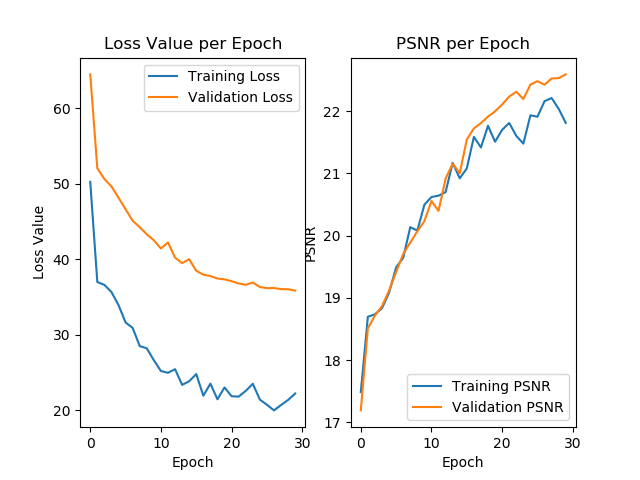 Loss Value per Epoch
Training Loss
Validation Loss
60
50
40
30
20
Loss Value
0
10
20
30
Epoch
PSNR per Epoch
22
21
20
19
18
17
PSNR
Training PSNR
Validation PSNR
0
10
20
30
Epoch